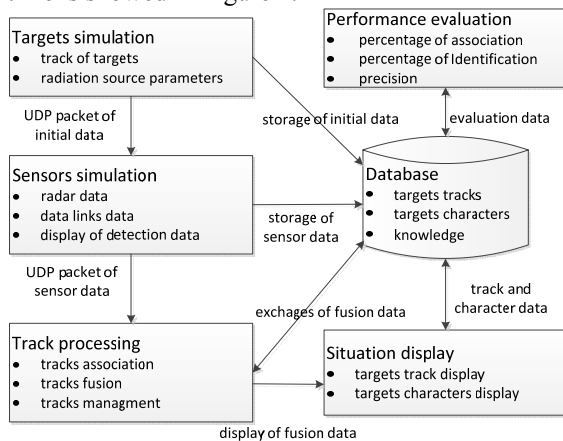 Targets simulation
● track of targets
● radiation source parameters
Performance evaluation
● percentage of association
● percentage of Identification
● precision
UDP packet of
initial data
storage of initial data
evaluation data
Sensors simulation
● radar data
● data links data
● display of detection data
storage of
sensor data
Database
● targets tracks
● targets characters
● knowledge
UDP packet of
sensor data
exchages of fusion data
track and
character data
Track processing
● tracks association
● tracks fusion
● tracks managment
Situation display
● targets track display
● targets characters display
display of fusion data